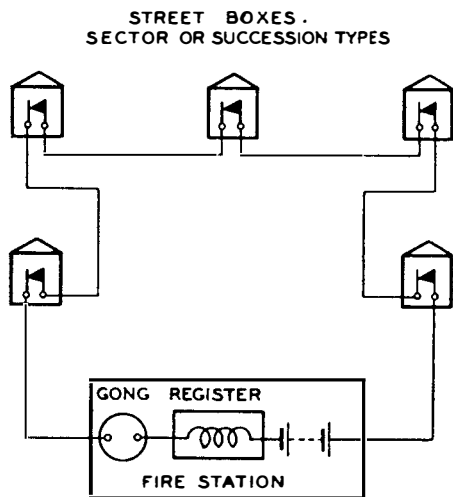 STREET BOXES.
SECTOR OR SUCCESSION TYPES
GONG REGISTER
FIRE STATION